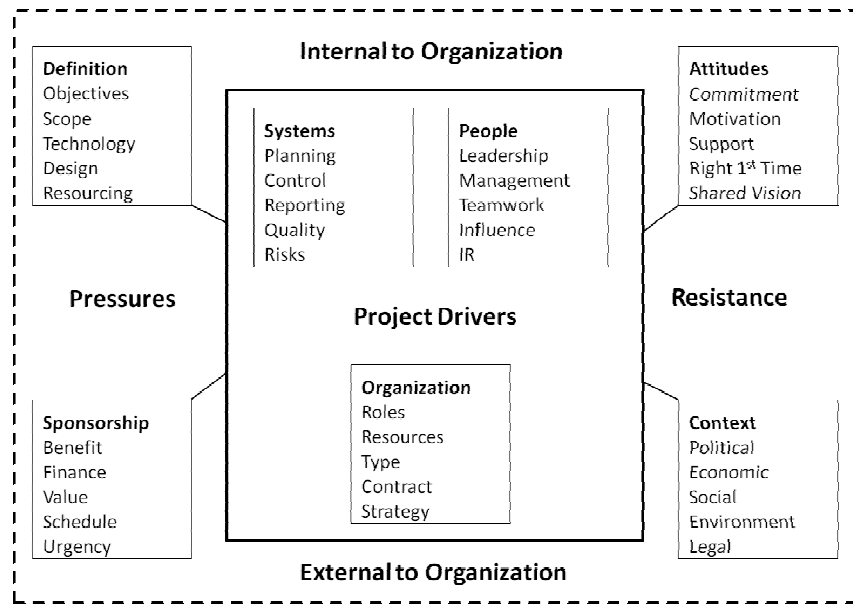 Internal to Organization
Definition
Objectives
Scope
Technology
Design
Resourcing
Systems
Planning
Control
Reporting
Quality
Risks
People
Leadership
Management
Teamwork
Influence
IR
Attitudes
Commitment
Motivation
Support
Right 1st Time
Shared Vision
Pressures
Project Drivers
Resistance
Sponsorship
Benefit
Finance
Value
Schedule
Urgency
Organization
Roles
Resources
Type
Contract
Strategy
Context
Political
Economic
Social
Environment
Legal
External to Organization